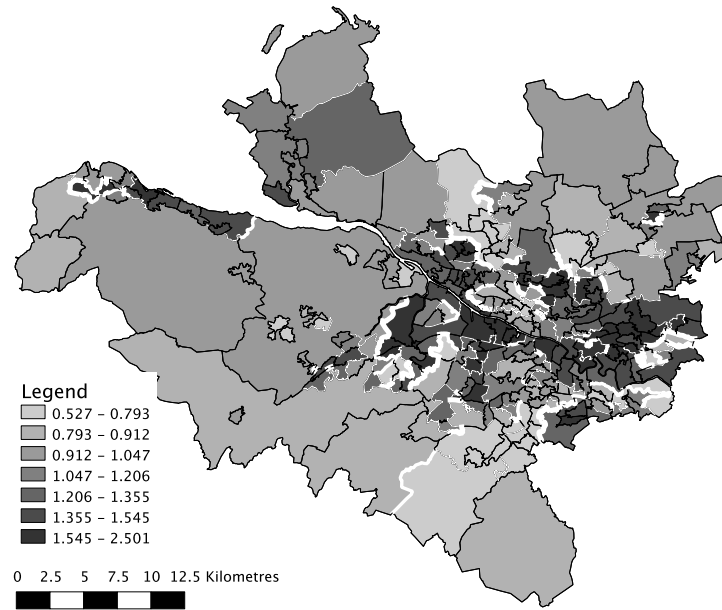 Legend
0.527 – 0.793
0.793 – 0.912
0.912 – 1.047
1.047 – 1.206
1.206 – 1.355
1.355 – 1.545
1.545 – 2.501
0 2.5 5 7.5 10 12.5 Kilometres